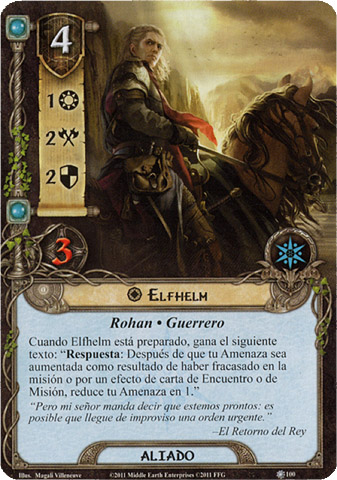 4
1
2
2
3
ELFHELM
Rohan • Guerrero
Cuando Elfhelm está preparado, gana el siguiente
texto: “Respuesta: Después de que tu Amenaza sea
aumentada como resultado de haber fracasado en la
misión o por un efecto de carta de Encuentro o de
Misión, reduce tu Amenaza en 1.”
“Pero mi señor manda decir que estemos prontos: es
posible que llegue de improviso una orden urgente.”
–El Retorno del Rey
ALIADO
Illus. Magali Villeneuve ©2011 Middle Earth Enterprises ©2011 FFG 100